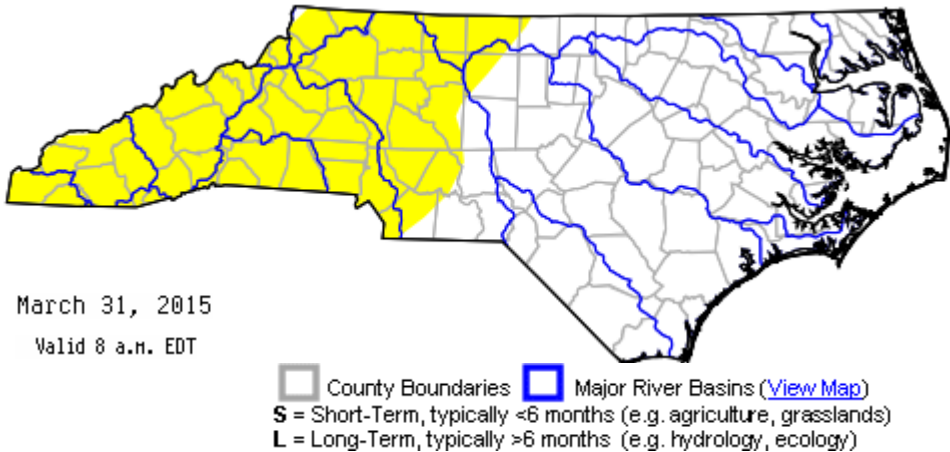 March 31, 2015
Valid 8 a.m. EDT
County Boundaries Major River Basins (View Map)
S = Short-Term, typically <6 months (e.g. agriculture, grasslands)
L = Long-Term, typically >6 months (e.g. hydrology, ecology)